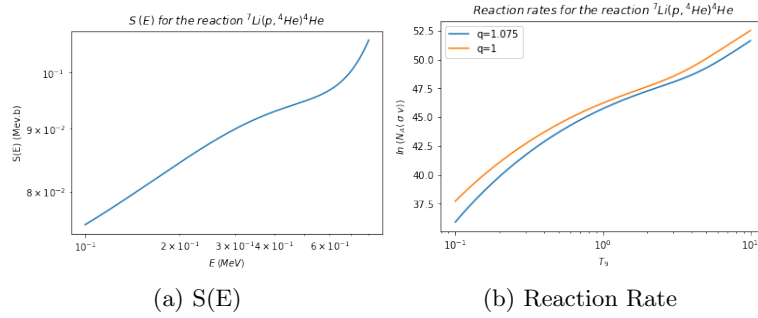 S (E) for the reaction ⁷Li(p, ⁴He)⁴He
10⁻¹
9 × 10⁻²
8 × 10⁻²
S(E) (Mev.b)
10⁻¹
2 × 10⁻¹
3 × 10⁻¹
4 × 10⁻¹
6 × 10⁻¹
E (MeV)
(a) S(E)
Reaction rates for the reaction ⁷Li(p, ⁴He)⁴He
q=1.075
q=1
52.5
50.0
47.5
45.0
42.5
40.0
37.5
ln (N_A⟨σ v⟩)
10⁻¹
10⁰
10¹
T₉
(b) Reaction Rate